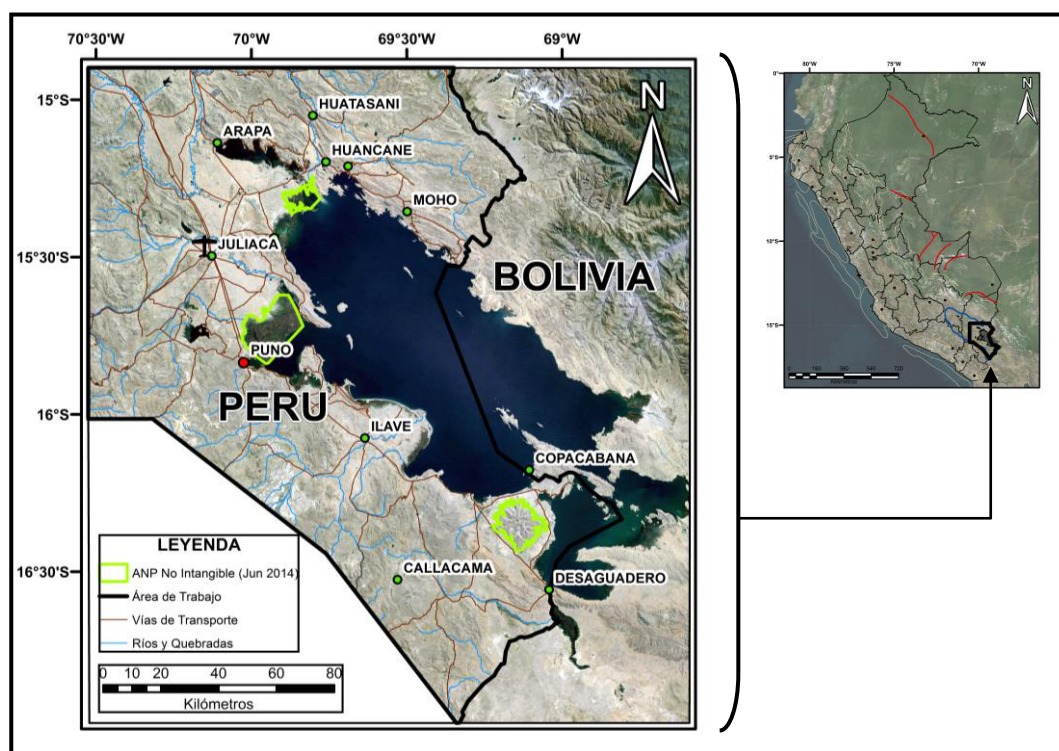 70°30'W 70°W 69°30'W 69°W
15°S
15°30'S
16°S
16°30'S
N
HUATASANI
ARAPA
HUANCANE
MOHO
JULIACA
BOLIVIA
PUNO
PERU
ILAVE
COPACABANA
CALLACAMA
DESAGUADERO
LEYENDA
ANP No Intangible (Jun 2014)
Área de Trabajo
Vías de Transporte
Ríos y Quebradas
0 10 20 40 60 80
Kilómetros
80°W 75°W 70°W
0°
5°S
10°S
15°S
N
Kilómetros